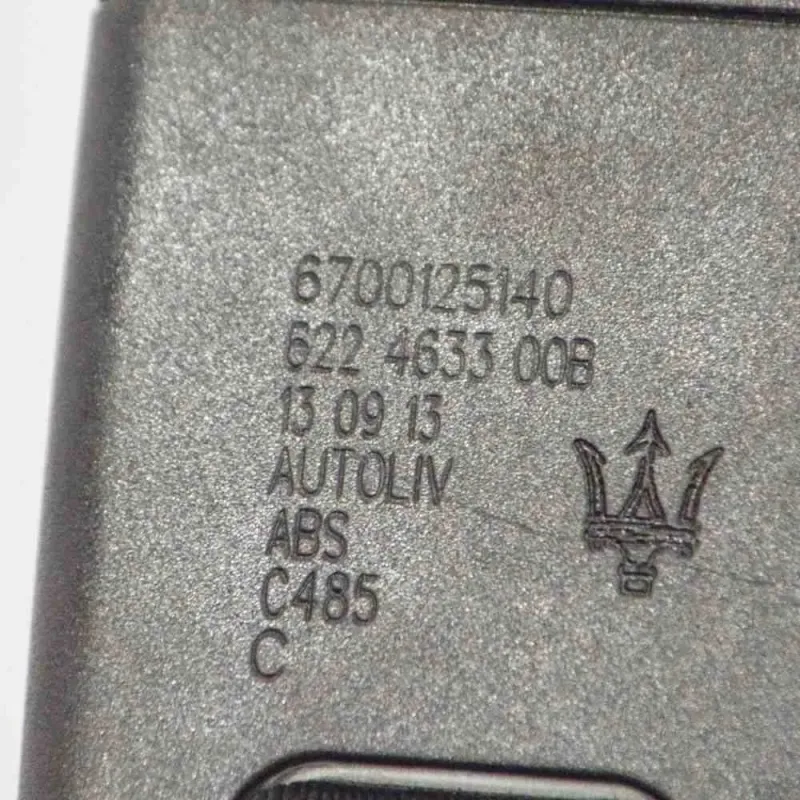 6700125140
622 4633 00B
13 09 13
AUTOLIV
ABS
C485
C